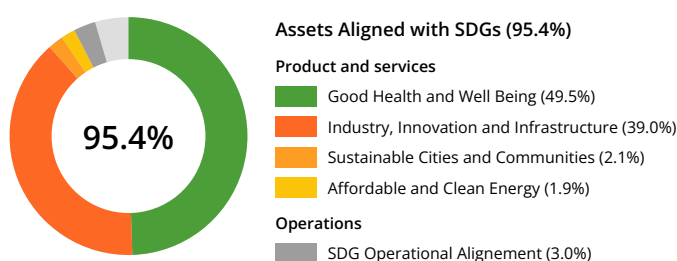 Assets Aligned with SDGs (95.4%)
Product and services
Good Health and Well Being (49.5%)
Industry, Innovation and Infrastructure (39.0%)
Sustainable Cities and Communities (2.1%)
Affordable and Clean Energy (1.9%)
Operations
SDG Operational Alignement (3.0%)
95.4%